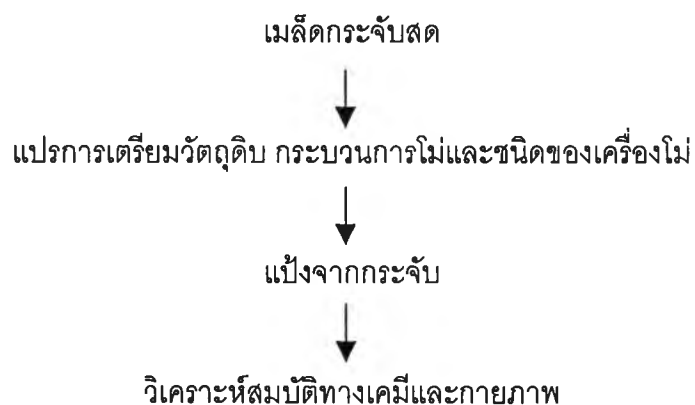 เมล็ดกระจับสด
แปรการเตรียมวัตถุดิบ กระบวนการโม่และชนิดของเครื่องโม่
แป้งจากกระจับ
วิเคราะห์สมบัติทางเคมีและกายภาพ